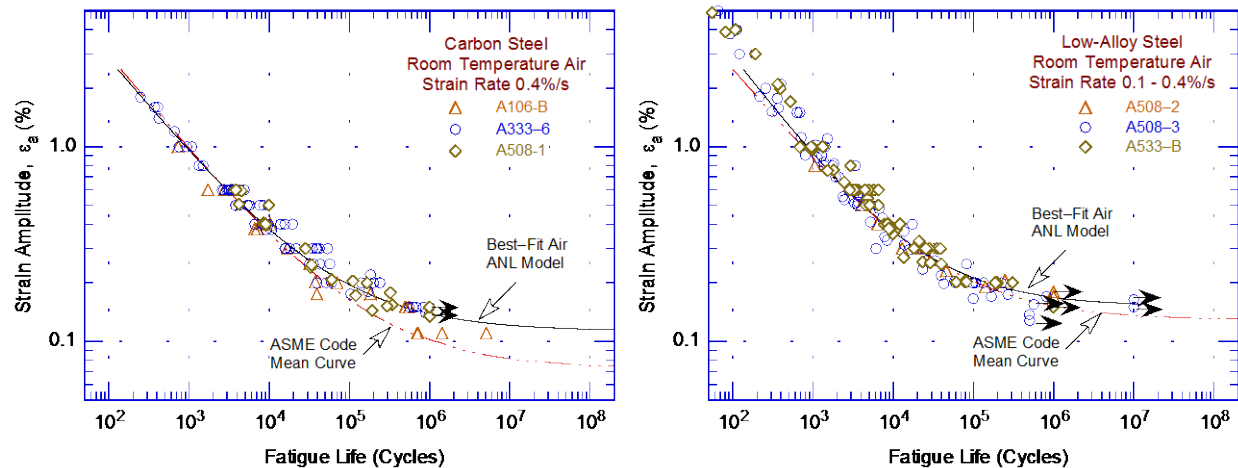 Carbon Steel
Room Temperature Air
Strain Rate 0.4%/s
A106-B
A333–6
A508-1
Best–Fit Air
ANL Model
ASME Code
Mean Curve
1.0
0.1
Strain Amplitude, εa (%)
10² 10³ 10⁴ 10⁵ 10⁶ 10⁷ 10⁸
Fatigue Life (Cycles)
Low-Alloy Steel
Room Temperature Air
Strain Rate 0.1 - 0.4%/s
A508–2
A508–3
A533–B
Best–Fit Air
ANL Model
ASME Code
Mean Curve
1.0
0.1
Strain Amplitude, εa (%)
10² 10³ 10⁴ 10⁵ 10⁶ 10⁷ 10⁸
Fatigue Life (Cycles)